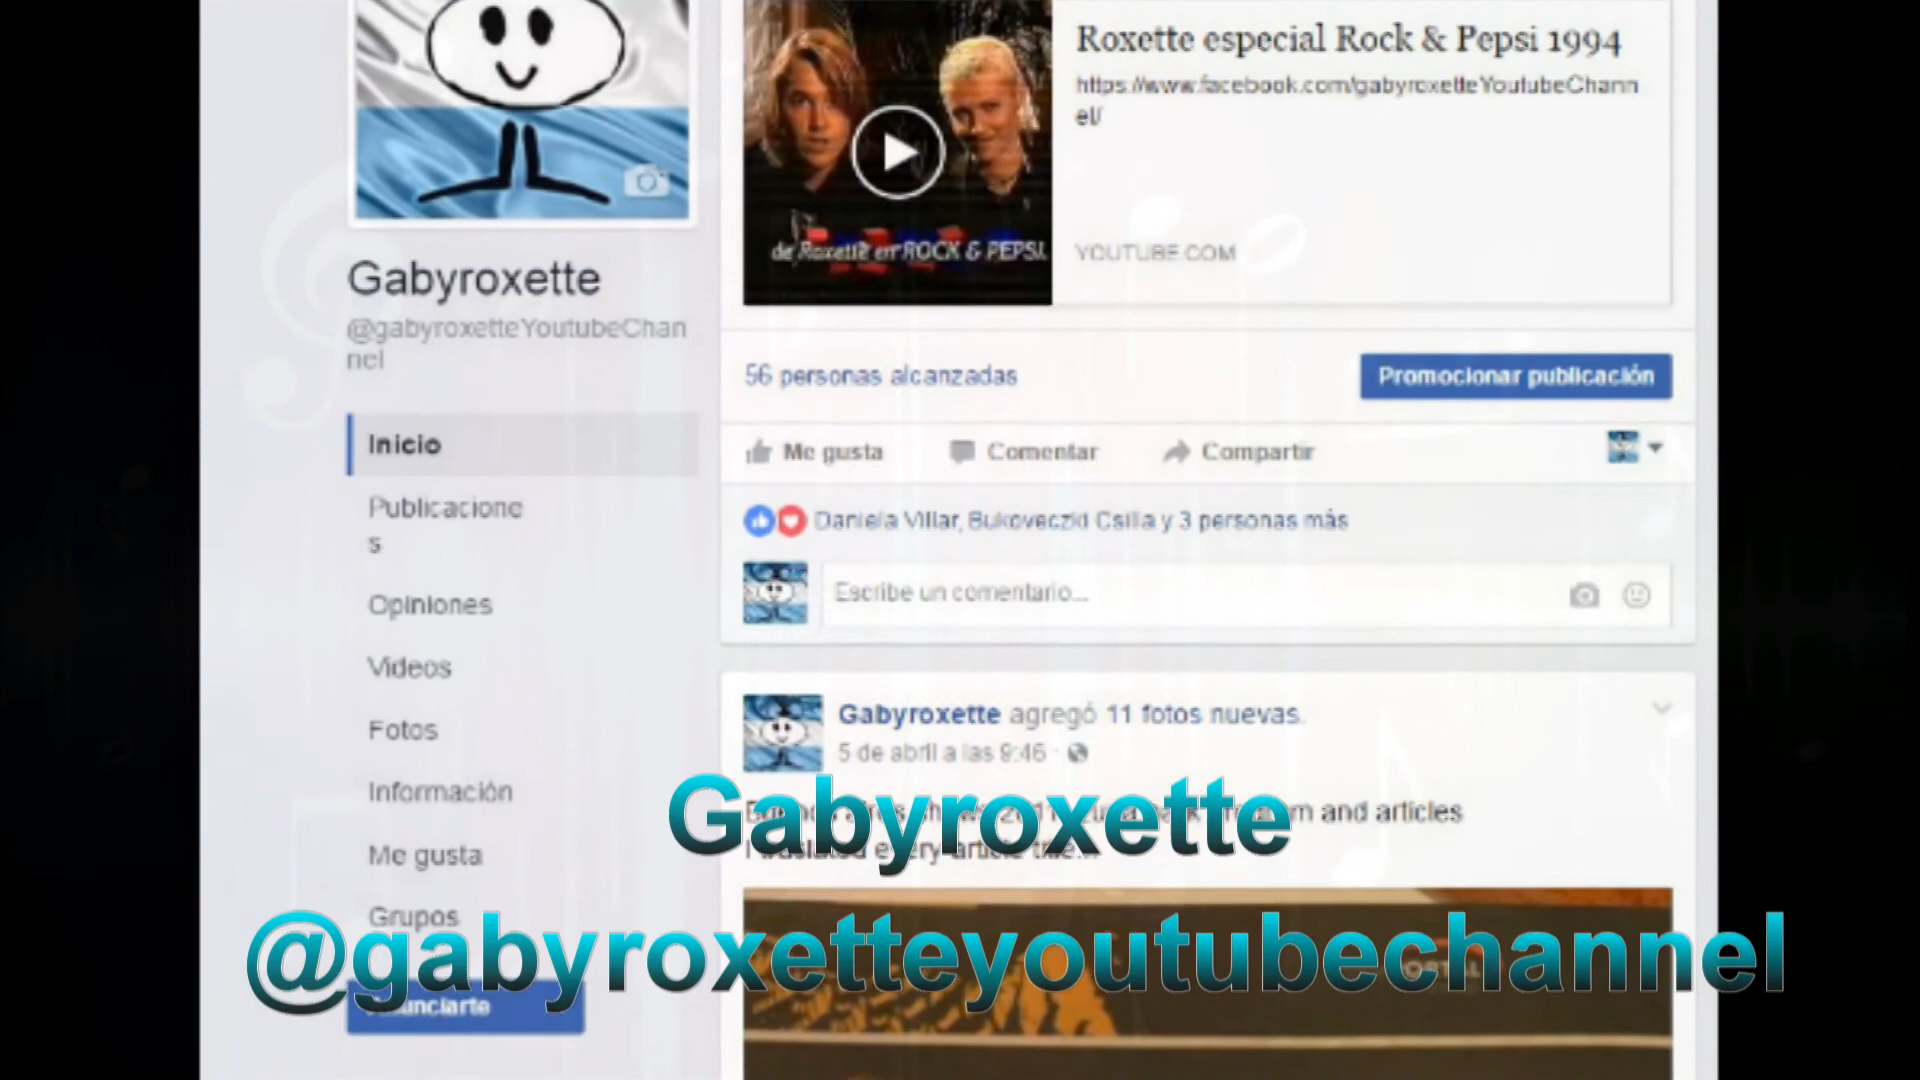 Roxette especial Rock & Pepsi 1994
https://www.facebook.com/gabyroxetteYoutubeChann
el/
de Roxette en ROCK & PEPSI.
YOUTUBE.COM
Gabyroxette
@gabyroxetteYoutubeChan
nel
56 personas alcanzadas
Promocionar publicación
Inicio
Me gusta
Comentar
Compartir
Publicacione
s
Daniela Villar, Bukoveczki Csilla y 3 personas más
Opiniones
Escribe un comentario...
Videos
Fotos
Gabyroxette agregó 11 fotos nuevas.
5 de abril a las 9:46
Información
and articles
every article title...
Gabyroxette
Me gusta
Grupos
@gabyroxetteyoutubechannel